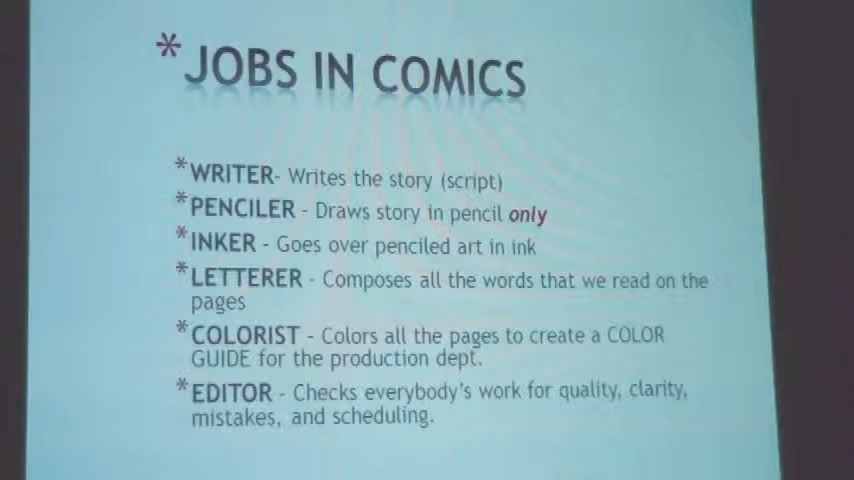 *JOBS IN COMICS
*WRITER- Writes the story (script)
*PENCILER - Draws story in pencil only
*INKER - Goes over penciled art in ink
*LETTERER - Composes all the words that we read on the
pages
*COLORIST - Colors all the pages to create a COLOR
GUIDE for the production dept.
*EDITOR - Checks everybody's work for quality, clarity,
mistakes, and scheduling.